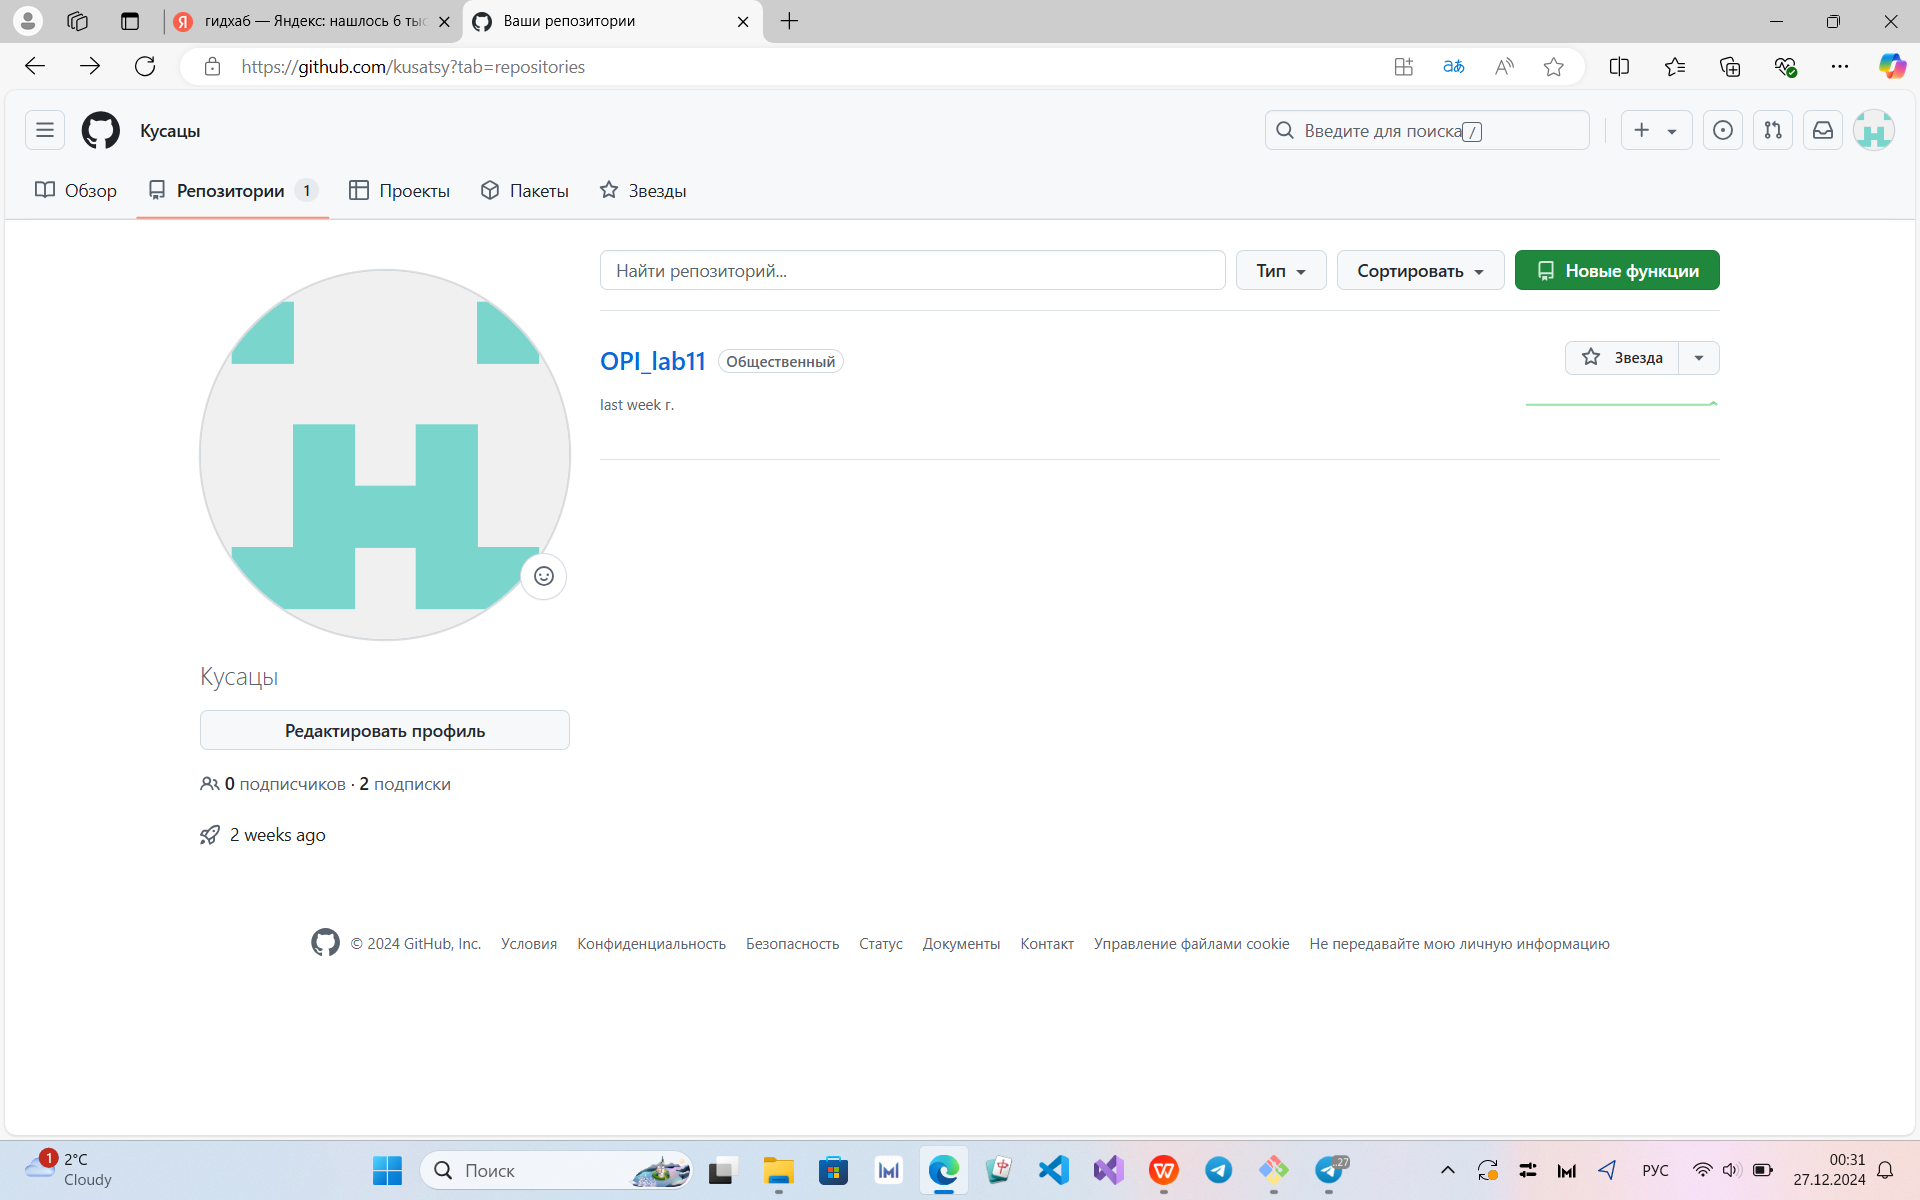 гидхаб — Яндекс: нашлось 6 тыс
Ваши репозитории
https://github.com/kusatsy?tab=repositories
Кусацы
Введите для поиска /
Обзор
Репозитории 1
Проекты
Пакеты
Звезды
Найти репозиторий...
Тип
Сортировать
Новые функции
OPI_lab11
Общественный
Звезда
last week г.
Кусацы
Редактировать профиль
0 подписчиков · 2 подписки
2 weeks ago
© 2024 GitHub, Inc.
Условия
Конфиденциальность
Безопасность
Статус
Документы
Контакт
Управление файлами cookie
Не передавайте мою личную информацию
1
2°C
Cloudy
Поиск
..27
РУС
00:31
27.12.2024